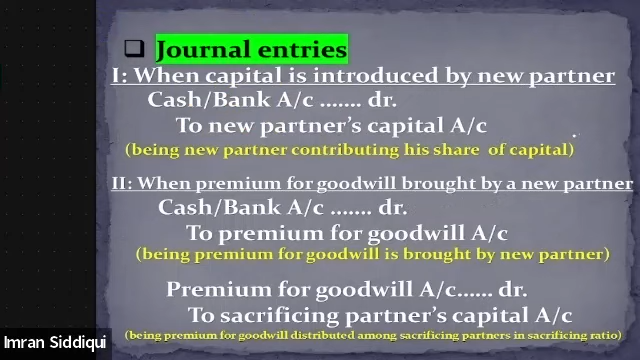 ❑ Journal entries
I: When capital is introduced by new partner
Cash/Bank A/c ....... dr.
To new partner's capital A/c
(being new partner contributing his share of capital)
II: When premium for goodwill brought by a new partner
Cash/Bank A/c ....... dr.
To premium for goodwill A/c
(being premium for goodwill is brought by new partner)
Premium for goodwill A/c...... dr.
To sacrificing partner's capital A/c
(being premium for goodwill distributed among sacrificing partners in sacrificing ratio)
Imran Siddiqui